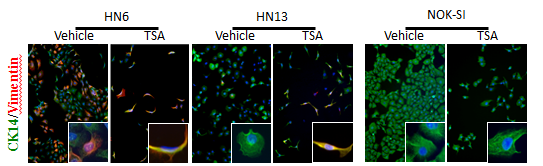 HN6 HN13 NOK-SI
Vehicle TSA Vehicle TSA Vehicle TSA
CK14/Vimentin